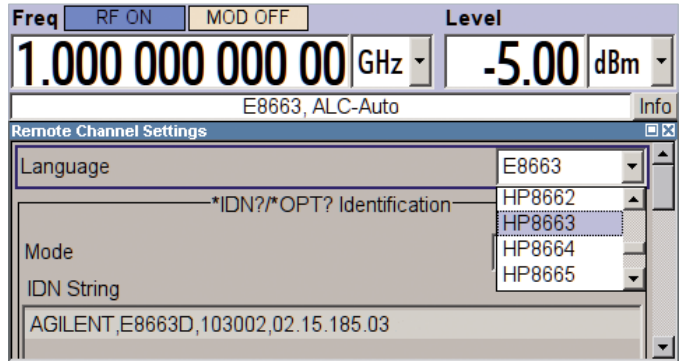 Freq RF ON MOD OFF Level
1.000 000 000 00 GHz -5.00 dBm
E8663, ALC-Auto Info
Remote Channel Settings
Language E8663
HP8662
*IDN?/*OPT? Identification
HP8663
Mode HP8664
HP8665
IDN String
AGILENT,E8663D,103002,02.15.185.03